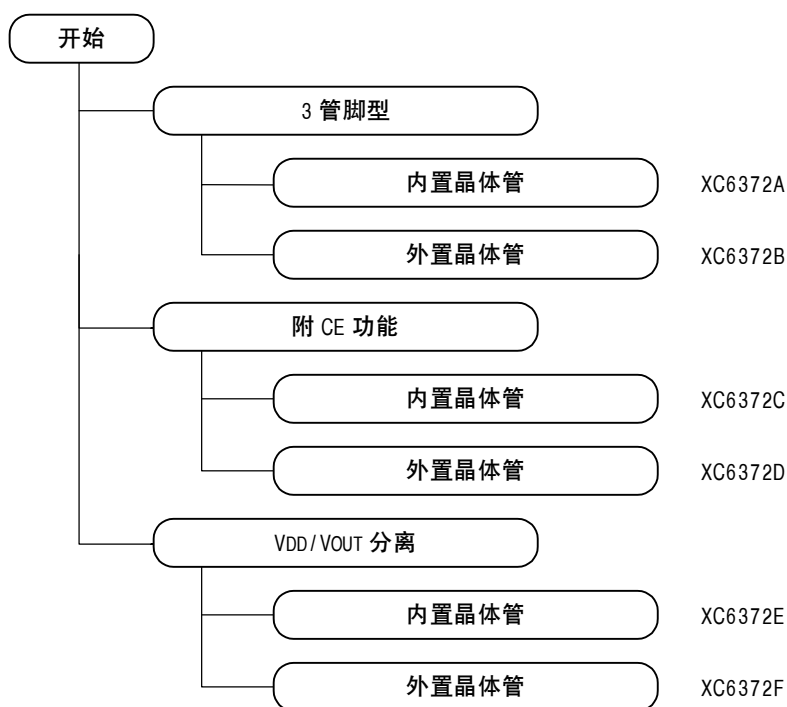 开始
3 管脚型
内置晶体管 XC6372A
外置晶体管 XC6372B
附 CE 功能
内置晶体管 XC6372C
外置晶体管 XC6372D
VDD/VOUT 分离
内置晶体管 XC6372E
外置晶体管 XC6372F